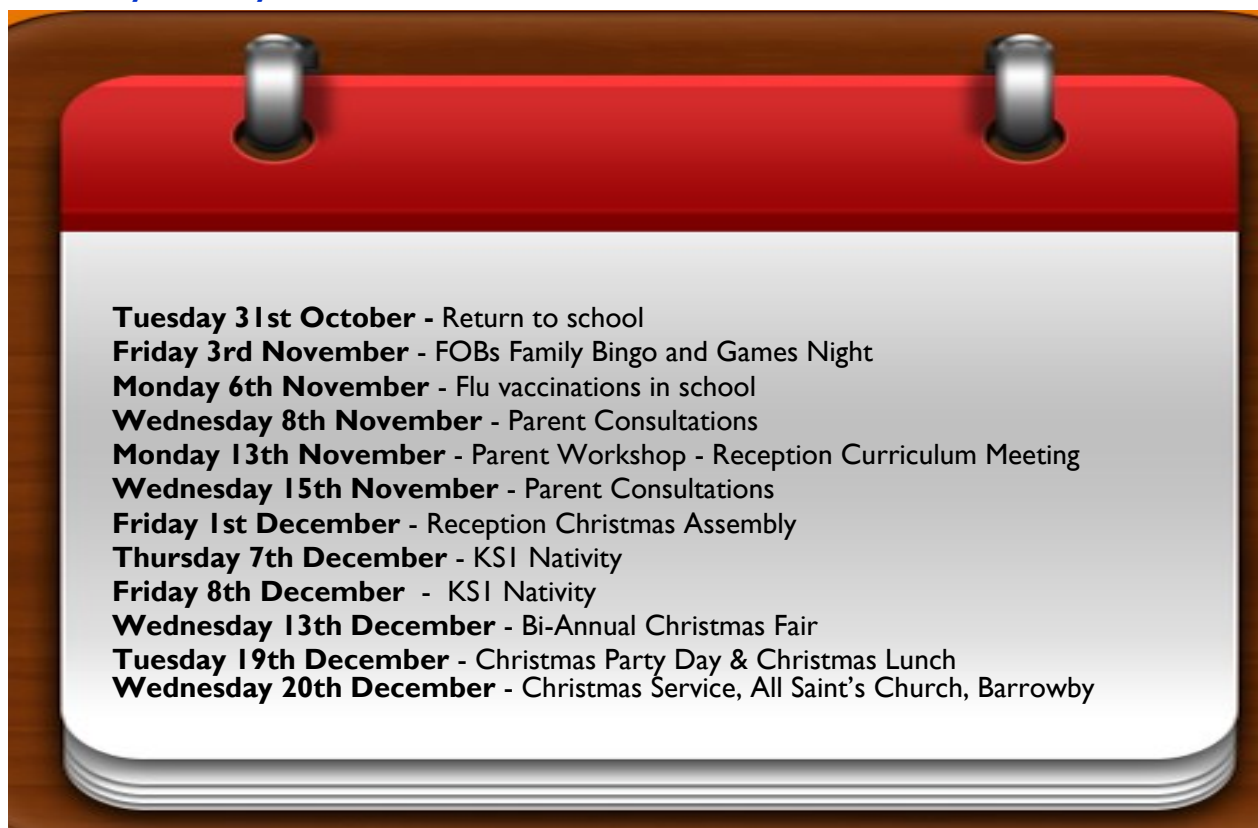 Tuesday 31st October - Return to school
Friday 3rd November - FOBs Family Bingo and Games Night
Monday 6th November - Flu vaccinations in school
Wednesday 8th November - Parent Consultations
Monday 13th November - Parent Workshop - Reception Curriculum Meeting
Wednesday 15th November - Parent Consultations
Friday 1st December - Reception Christmas Assembly
Thursday 7th December - KS1 Nativity
Friday 8th December - KS1 Nativity
Wednesday 13th December - Bi-Annual Christmas Fair
Tuesday 19th December - Christmas Party Day & Christmas Lunch
Wednesday 20th December - Christmas Service, All Saint's Church, Barrowby